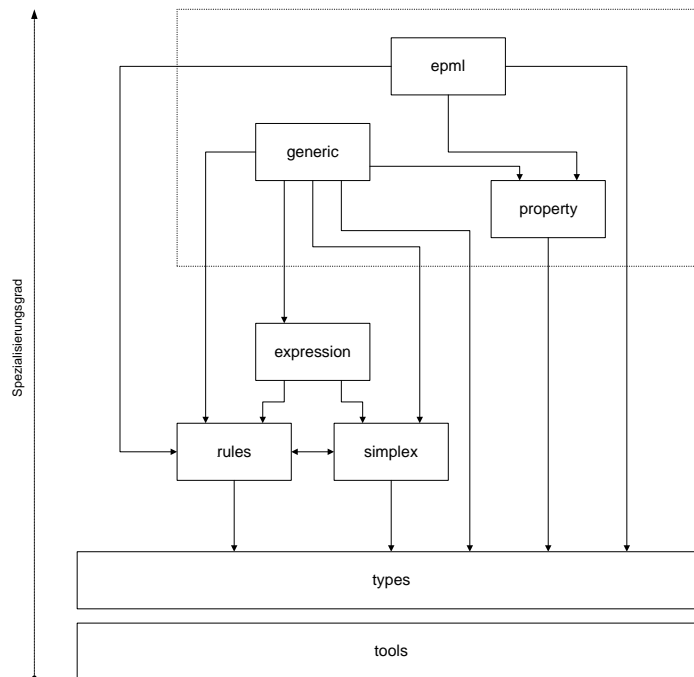 epml
generic
property
Spezialisierungsgrad
expression
rules
simplex
types
tools